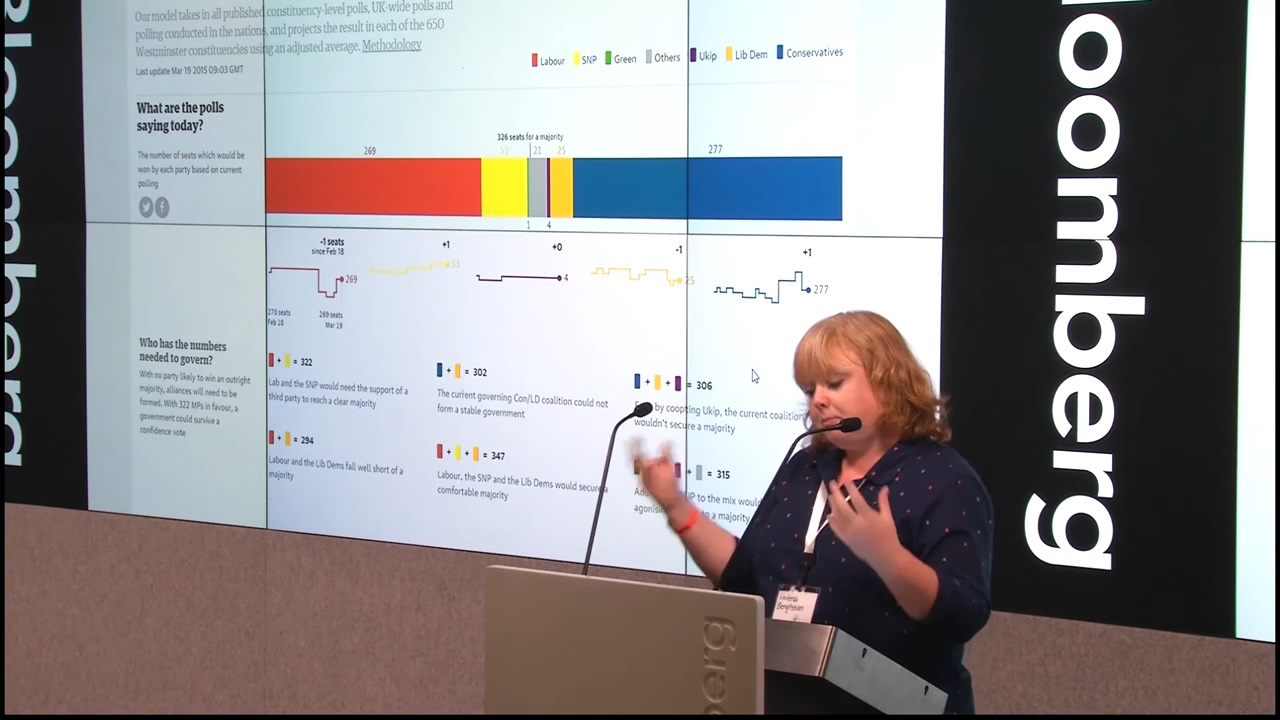 Our model takes in all published constituency-level polls, UK-wide polls and
polling conducted in the nations, and projects the result in each of the 650
Westminster constituencies using an adjusted average. Methodology
Last update Mar 19 2015 09:03 GMT
Labour SNP Green Others Ukip Lib Dem Conservatives
What are the polls
saying today?
The number of seats which would be
won by each party based on current
polling
326 seats for a majority
269 53 21 25 277
1 4
-1 seats
since Feb 18
+1
+0
-1
+1
269
53
4
25
277
270 seats
Feb 18
269 seats
Mar 19
Who has the numbers
needed to govern?
With no party likely to win an outright
majority, alliances will need to be
formed. With 322 MPs in favour, a
government could survive a
confidence vote
+ = 322
Lab and the SNP would need the support of a
third party to reach a clear majority
+ = 302
The current governing Con/LD coalition could not
form a stable government
+ + = 306
by coopting Ukip, the current coalition
wouldn't secure a majority
+ = 294
Labour and the Lib Dems fall well short of a
majority
+ + = 347
Labour, the SNP and the Lib Dems would secure a
comfortable majority
+ = 315
UP to the mix would
to a majority
Bloomberg
loomberg
Helena
Bengtsson
berg